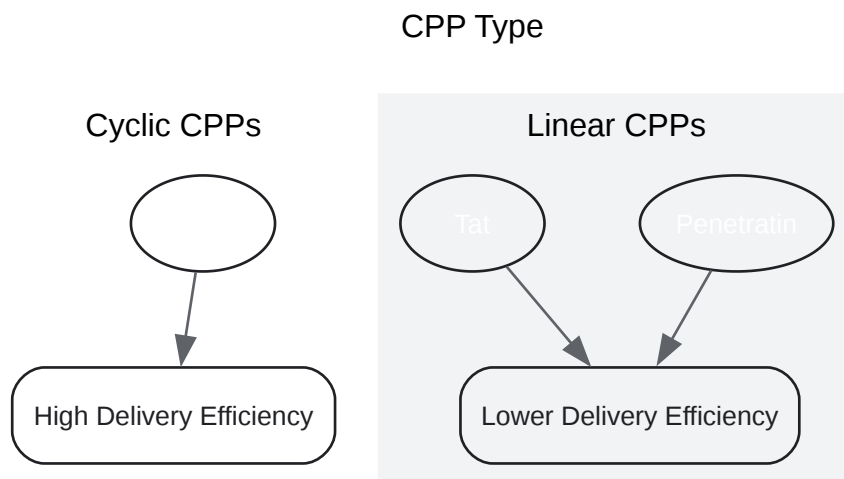 CPP Type
Cyclic CPPs
Linear CPPs
Tat
Penetratin
High Delivery Efficiency
Lower Delivery Efficiency